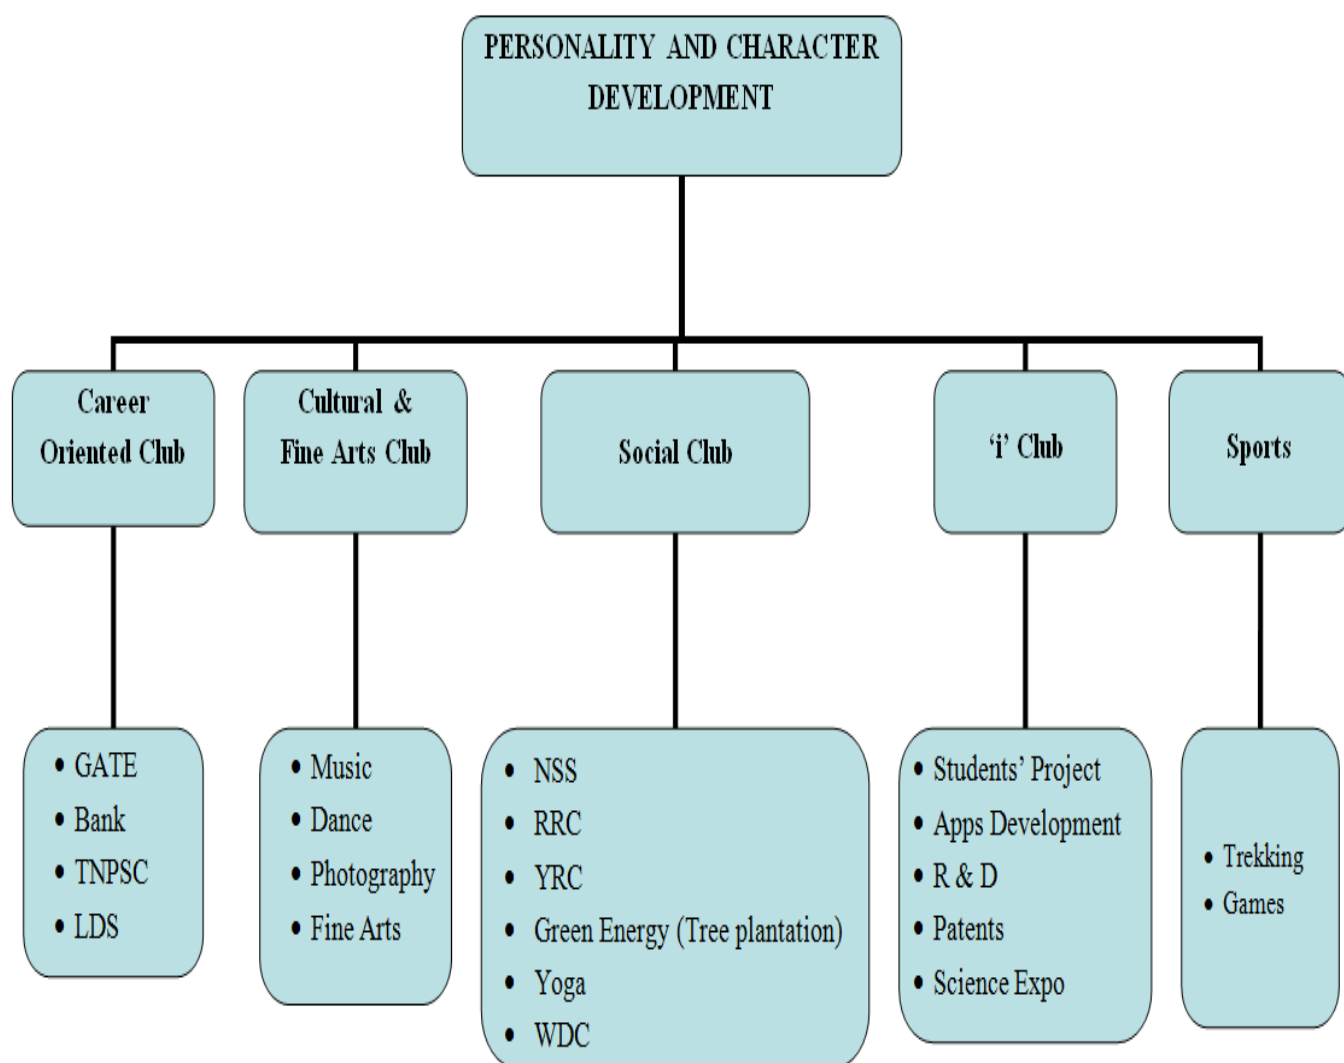 PERSONALITY AND CHARACTER
DEVELOPMENT
Career
Oriented Club
Cultural &
Fine Arts Club
Social Club
‘i’ Club
Sports
• GATE
• Bank
• TNPSC
• LDS
• Music
• Dance
• Photography
• Fine Arts
• NSS
• RRC
• YRC
• Green Energy (Tree plantation)
• Yoga
• WDC
• Students’ Project
• Apps Development
• R & D
• Patents
• Science Expo
• Trekking
• Games